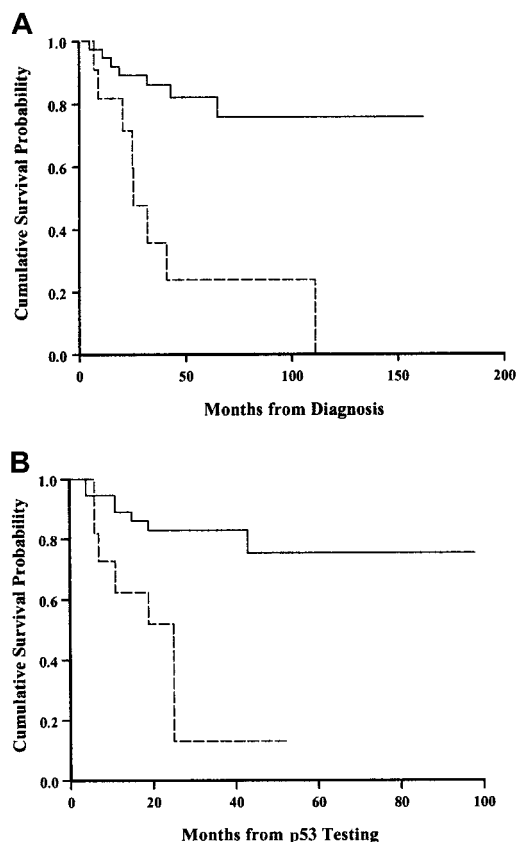 A
1.0
0.8
0.6
0.4
0.2
0.0
Cumulative Survival Probability
0 50 100 150 200
Months from Diagnosis
B
1.0
0.8
0.6
0.4
0.2
0.0
Cumulative Survival Probability
0 20 40 60 80 100
Months from p53 Testing